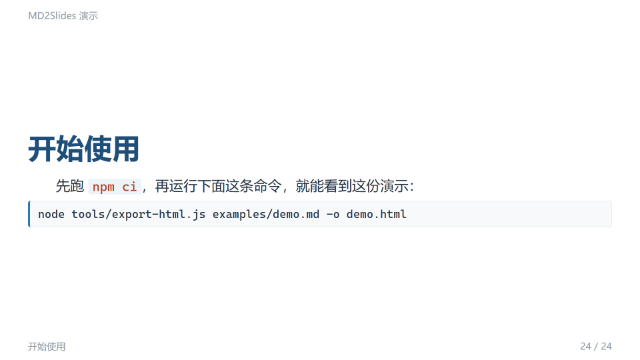 MD2Slides 演示
开始使用
先跑 npm ci，再运行下面这条命令，就能看到这份演示：
node tools/export-html.js examples/demo.md -o demo.html
开始使用
24 / 24